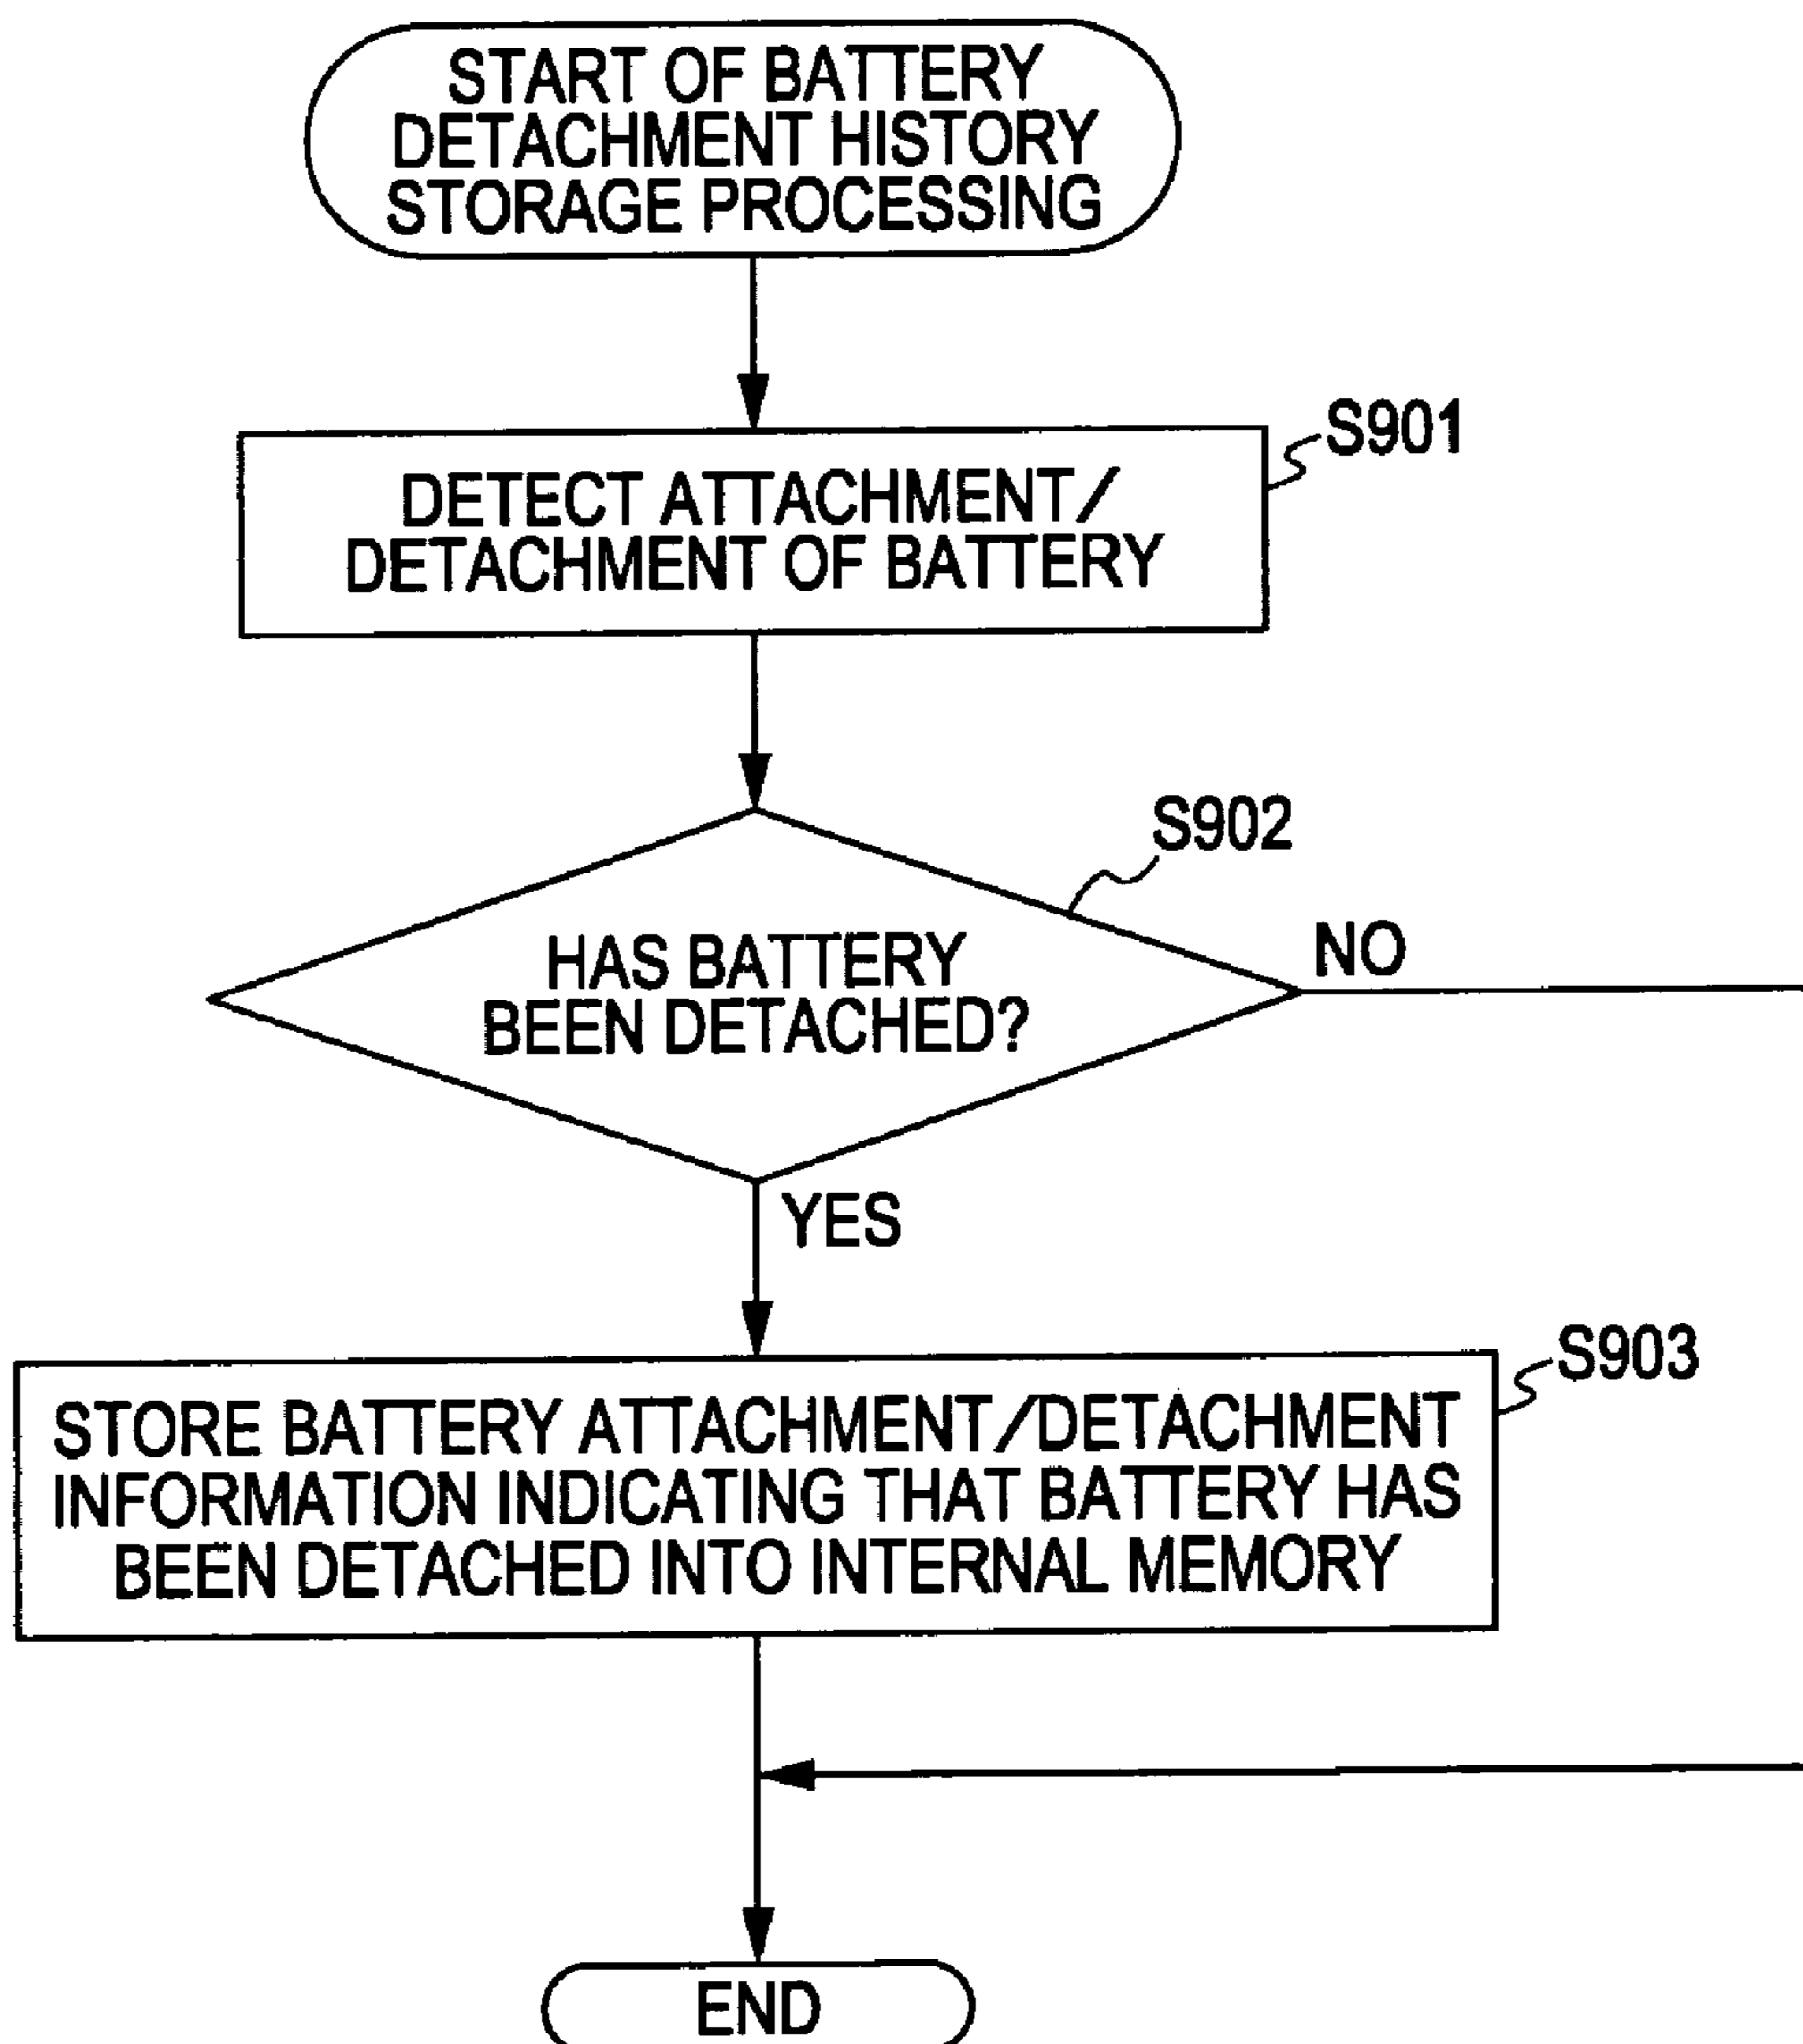 START OF BATTERY
DETACHMENT HISTORY
STORAGE PROCESSING
S901
DETECT ATTACHMENT/
DETACHMENT OF BATTERY
S902
HAS BATTERY
BEEN DETACHED?
NO
YES
S903
STORE BATTERY ATTACHMENT/DETACHMENT
INFORMATION INDICATING THAT BATTERY HAS
BEEN DETACHED INTO INTERNAL MEMORY
END